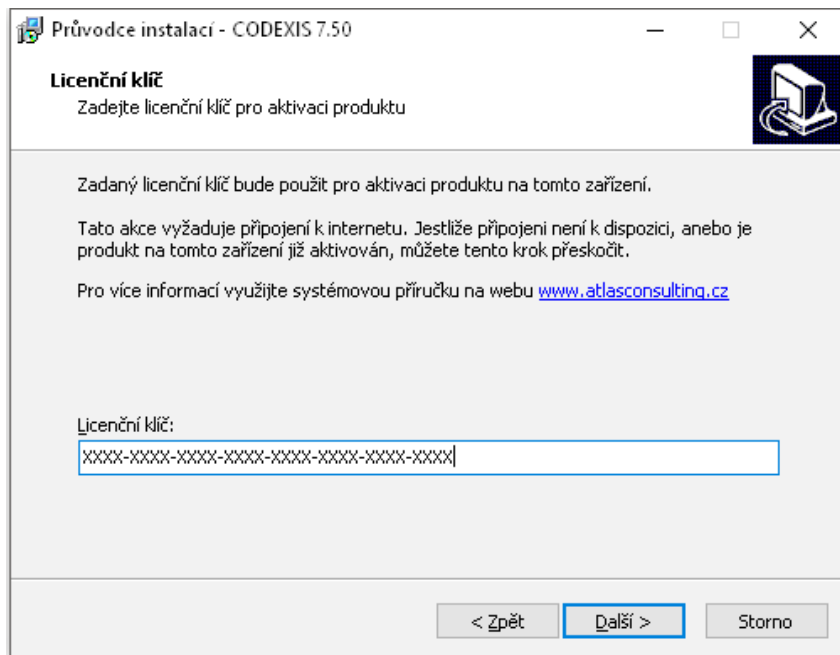 Průvodce instalací - CODEXIS 7.50
Licenční klíč
Zadejte licenční klíč pro aktivaci produktu
Zadaný licenční klíč bude použit pro aktivaci produktu na tomto zařízení.
Tato akce vyžaduje připojení k internetu. Jestliže připojeni není k dispozici, anebo je
produkt na tomto zařízení již aktivován, můžete tento krok přeskočit.
Pro více informací využijte systémovou příručku na webu www.atlasconsulting.cz
Licenční klíč:
XXXX-XXXX-XXXX-XXXX-XXXX-XXXX-XXXX-XXXX
< Zpět
Další >
Storno